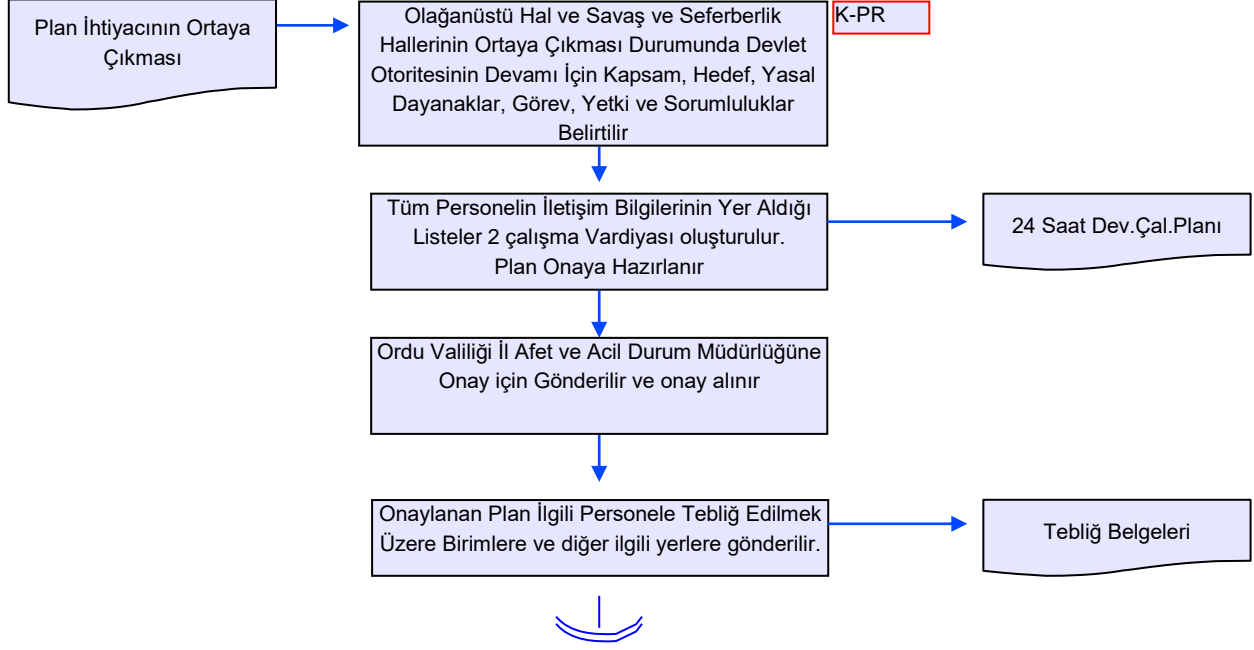 Plan İhtiyacının Ortaya
Çıkması
Olağanüstü Hal ve Savaş ve Seferberlik
Hallerinin Ortaya Çıkması Durumunda Devlet
Otoritesinin Devamı İçin Kapsam, Hedef, Yasal
Dayanaklar, Görev, Yetki ve Sorumluluklar
Belirtilir
K-PR
Tüm Personelin İletişim Bilgilerinin Yer Aldığı
Listeler 2 çalışma Vardiyası oluşturulur.
Plan Onaya Hazırlanır
24 Saat Dev.Çal.Planı
Ordu Valiliği İl Afet ve Acil Durum Müdürlüğüne
Onay için Gönderilir ve onay alınır
Onaylanan Plan İlgili Personele Tebliğ Edilmek
Üzere Birimlere ve diğer ilgili yerlere gönderilir.
Tebliğ Belgeleri